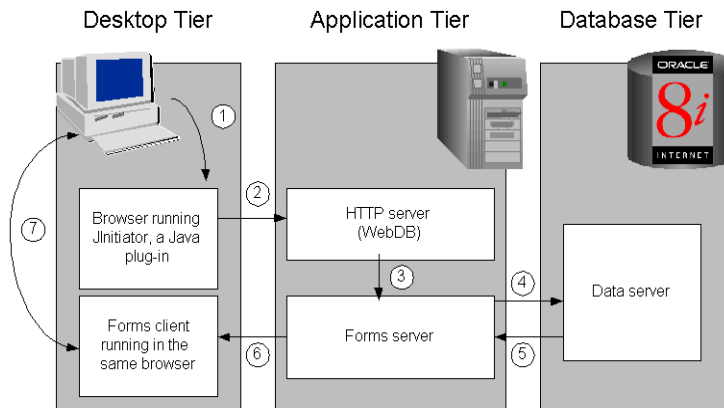 Desktop Tier
Application Tier
Database Tier
ORACLE
8i
INTERNET
1
2
Browser running
JInitiator, a Java
plug-in
HTTP server
(WebDB)
7
3
4
Data server
Forms client
running in the
same browser
6
Forms server
5